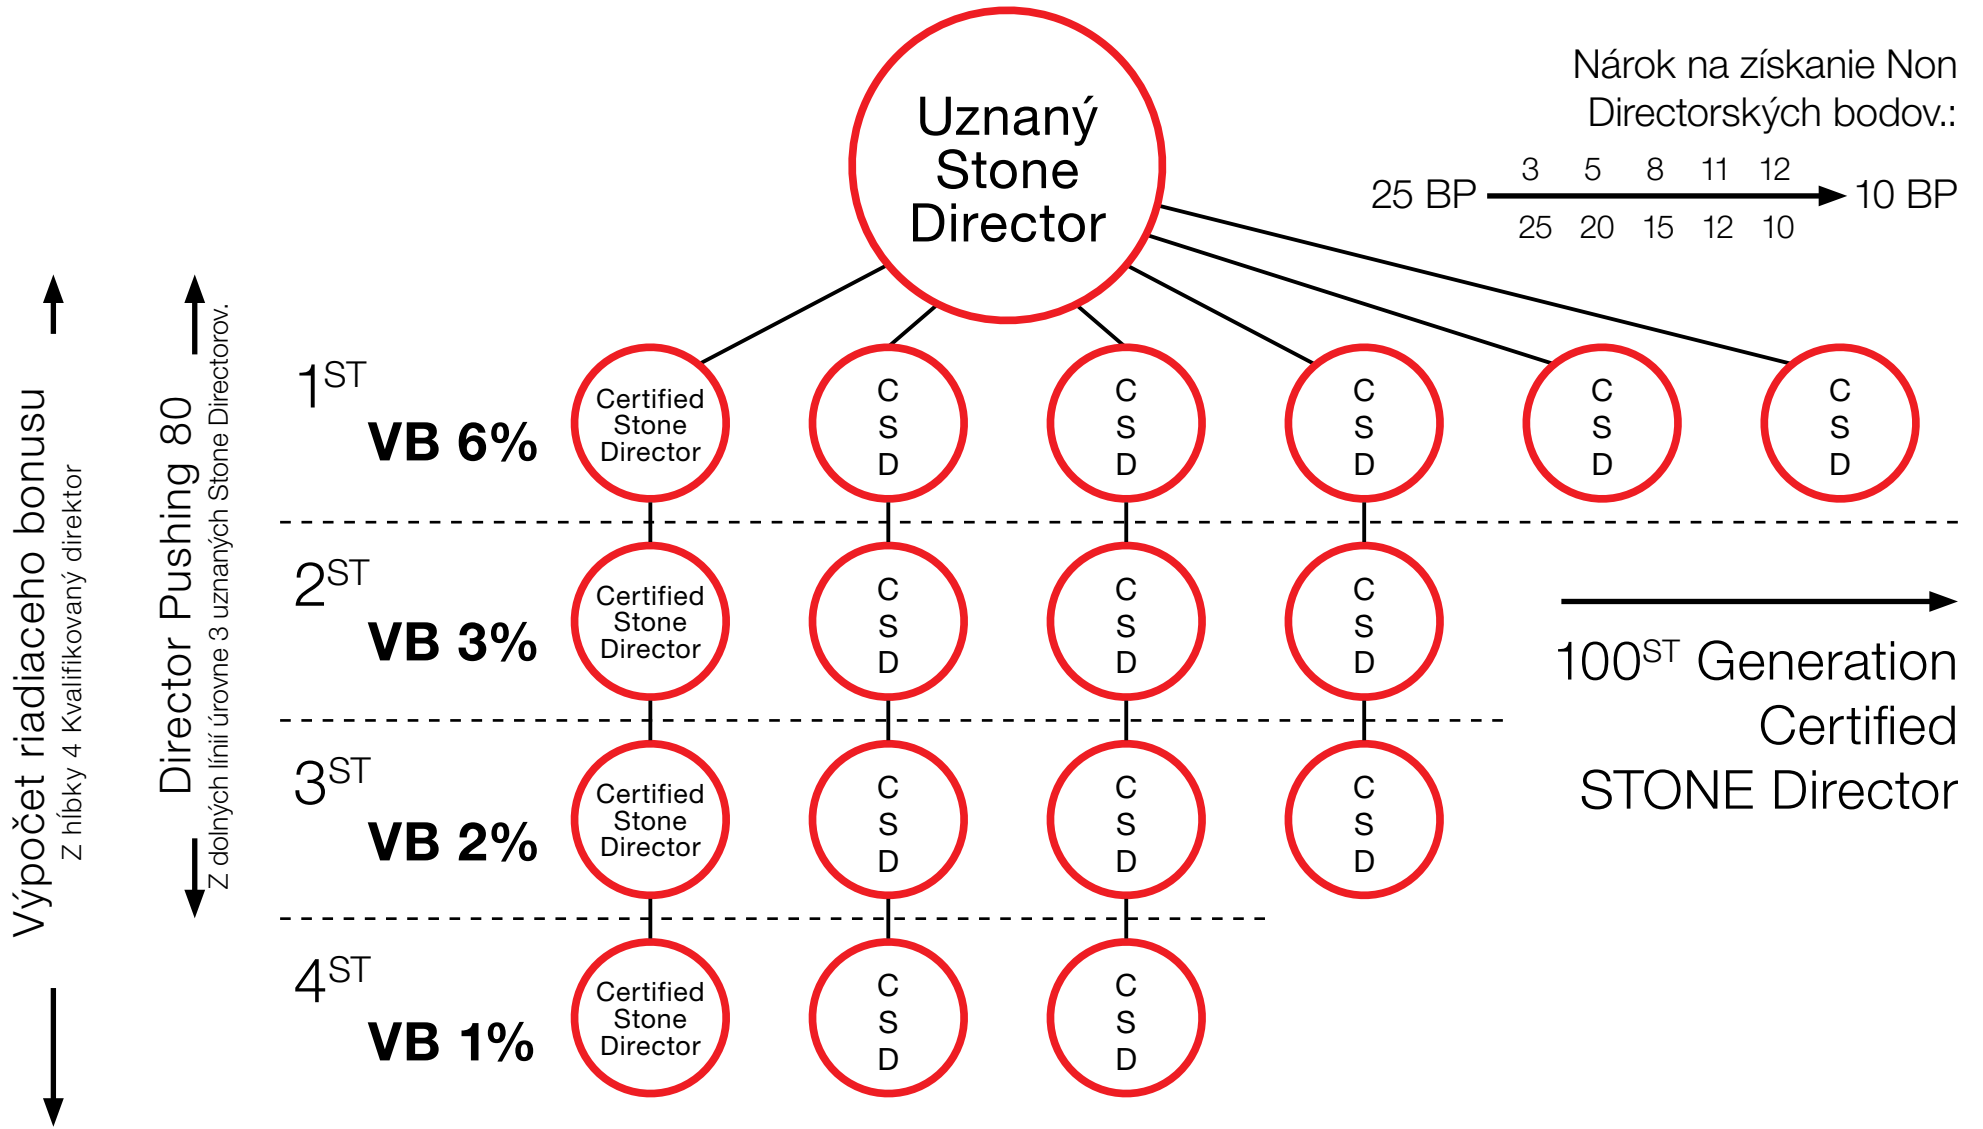 Uznaný
Stone
Director
Nárok na získanie Non
Directorských bodov.:
3 5 8 11 12
25 BP 10 BP
25 20 15 12 10
Výpočet riadiaceho bonusu
Z hĺbky 4 Kvalifikovaný direktor
Director Pushing 80
Z dolných línií úrovne 3 uznaných Stone Directorov.
1ST
VB 6%
Certified
Stone
Director
C
S
D
C
S
D
C
S
D
C
S
D
C
S
D
2ST
VB 3%
Certified
Stone
Director
C
S
D
C
S
D
C
S
D
100ST Generation
Certified
STONE Director
3ST
VB 2%
Certified
Stone
Director
C
S
D
C
S
D
C
S
D
4ST
VB 1%
Certified
Stone
Director
C
S
D
C
S
D